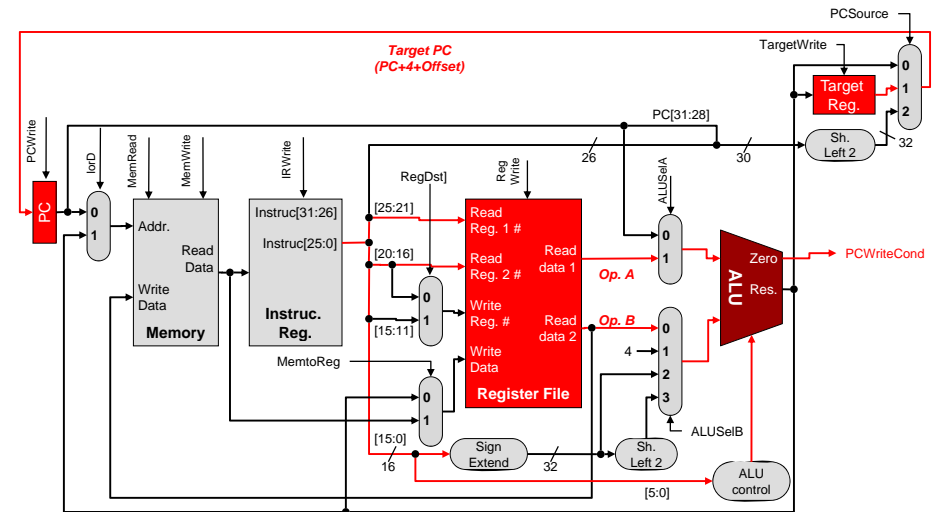 PCSource
Target PC
(PC+4+Offset)
TargetWrite
0
1
2
Target
Reg.
PC[31:28]
PCWrite
IorD
MemRead
MemWrite
IRWrite
RegDst]
Reg
Write
ALUSelA
26
30
Sh.
Left 2
32
PC
0
1
Addr.
Read
Data
Write
Data
Memory
Instruc[31:26]
Instruc[25:0]
Instruc.
Reg.
[25:21]
[20:16]
[15:11]
0
1
Read
Reg. 1 #
Read
Reg. 2 #
Write
Reg. #
Write
Data
Read
data 1
Read
data 2
Register File
Op. A
Op. B
0
1
4
0
1
2
3
ALU
Zero
Res.
PCWriteCond
MemtoReg
0
1
ALUSelB
[15:0]
16
Sign
Extend
32
Sh.
Left 2
[5:0]
ALU
control